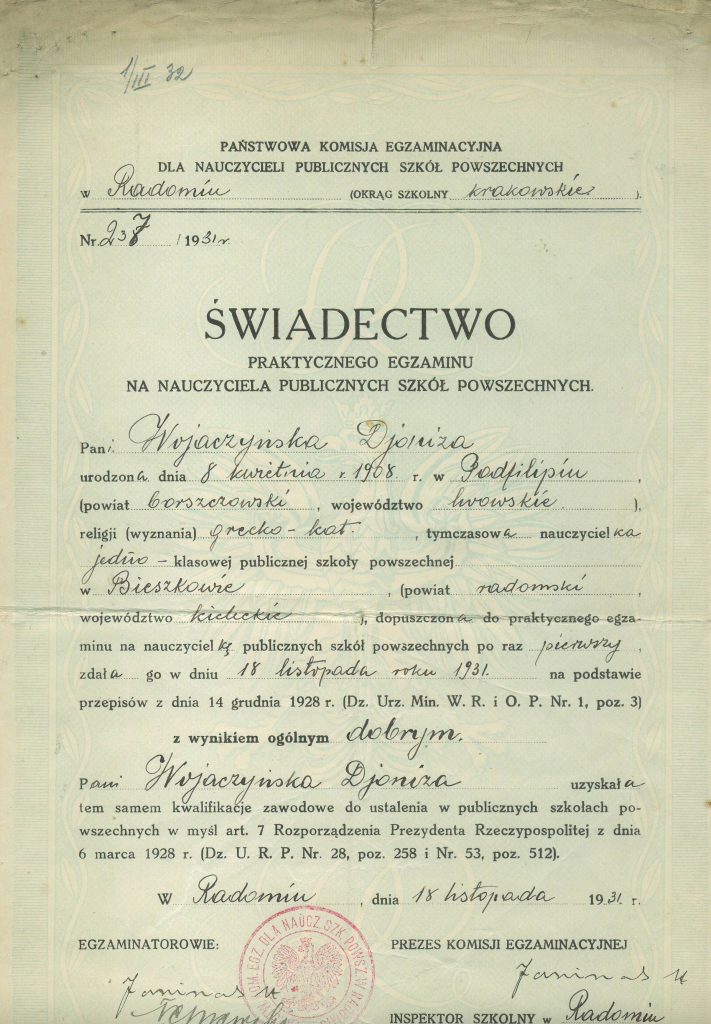 1/III 32
PAŃSTWOWA KOMISJA EGZAMINACYJNA
DLA NAUCZYCIELI PUBLICZNYCH SZKÓŁ POWSZECHNYCH
w Radomiu (OKRĄG SZKOLNY krakowskie ).
Nr. 237 / 1931 r.
ŚWIADECTWO
PRAKTYCZNEGO EGZAMINU
NA NAUCZYCIELA PUBLICZNYCH SZKÓŁ POWSZECHNYCH.
Pani Wojaczyńska Djoniza
urodzona dnia 8 kwietnia r. 1908 r. w Podfilipiu ,
(powiat borszczowski , województwo lwowskie ),
religji (wyznania) grecko-kat. , tymczasowa nauczycielka
jedno - klasowej publicznej szkoły powszechnej
w Bieszkowie , (powiat radomski ,
województwo kieleckie ), dopuszczona do praktycznego egza-
minu na nauczycielkę publicznych szkół powszechnych po raz pierwszy ,
zdała go w dniu 18 listopada roku 1931. na podstawie
przepisów z dnia 14 grudnia 1928 r. (Dz. Urz. Min. W. R. i O. P. Nr. 1, poz. 3)
z wynikiem ogólnym dobrym.
Pani Wojaczyńska Djoniza uzyskała
tem samem kwalifikacje zawodowe do ustalenia w publicznych szkołach po-
wszechnych w myśl art. 7 Rozporządzenia Prezydenta Rzeczypospolitej z dnia
6 marca 1928 r. (Dz. U. R. P. Nr. 28, poz. 258 i Nr. 53, poz. 512).
W Radomiu , dnia 18 listopada 1931. r.
EGZAMINATOROWIE: PREZES KOMISJI EGZAMINACYJNEJ
EGZ. DLA NAUCZ. SZK. POWSZ.
INSPEKTOR SZKOLNY w Radomiu